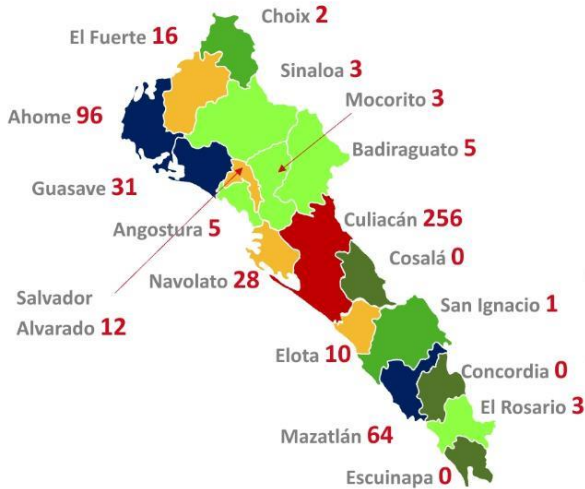 Choix 2
El Fuerte 16
Sinaloa 3
Mocorito 3
Ahome 96
Badiraguato 5
Guasave 31
Culiacán 256
Angostura 5
Cosalá 0
Navolato 28
Salvador
Alvarado 12
San Ignacio 1
Elota 10
Concordia 0
El Rosario 3
Mazatlán 64
Escuinapa 0